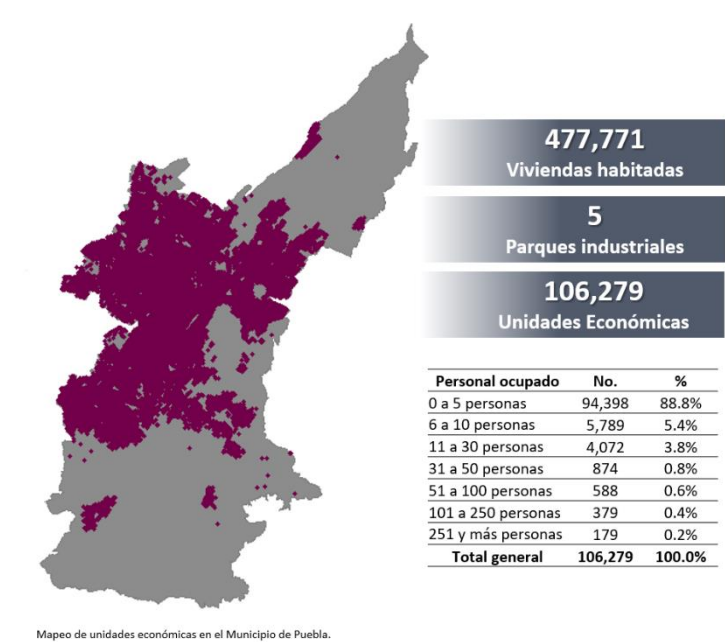 477,771
Viviendas habitadas
5
Parques industriales
106,279
Unidades Económicas
Personal ocupado No. %
0 a 5 personas 94,398 88.8%
6 a 10 personas 5,789 5.4%
11 a 30 personas 4,072 3.8%
31 a 50 personas 874 0.8%
51 a 100 personas 588 0.6%
101 a 250 personas 379 0.4%
251 y más personas 179 0.2%
Total general 106,279 100.0%
Mapeo de unidades económicas en el Municipio de Puebla.